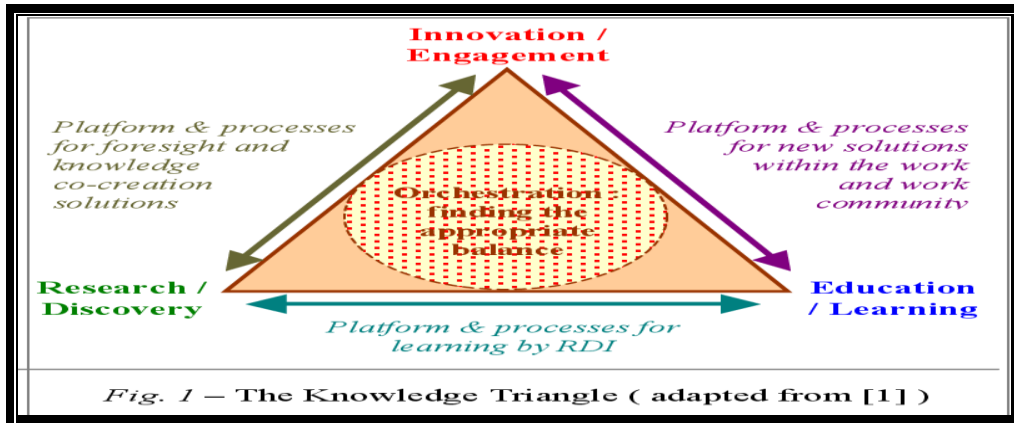 Innovation /
Engagement
Platform & processes
for foresight and
knowledge
co-creation
solutions
Platform & processes
for new solutions
within the work
and work
community
Orchestration :
finding the
appropriate
balance
Research /
Discovery
Education
/ Learning
Platform & processes for
learning by RDI
Fig. 1 – The Knowledge Triangle ( adapted from [1] )